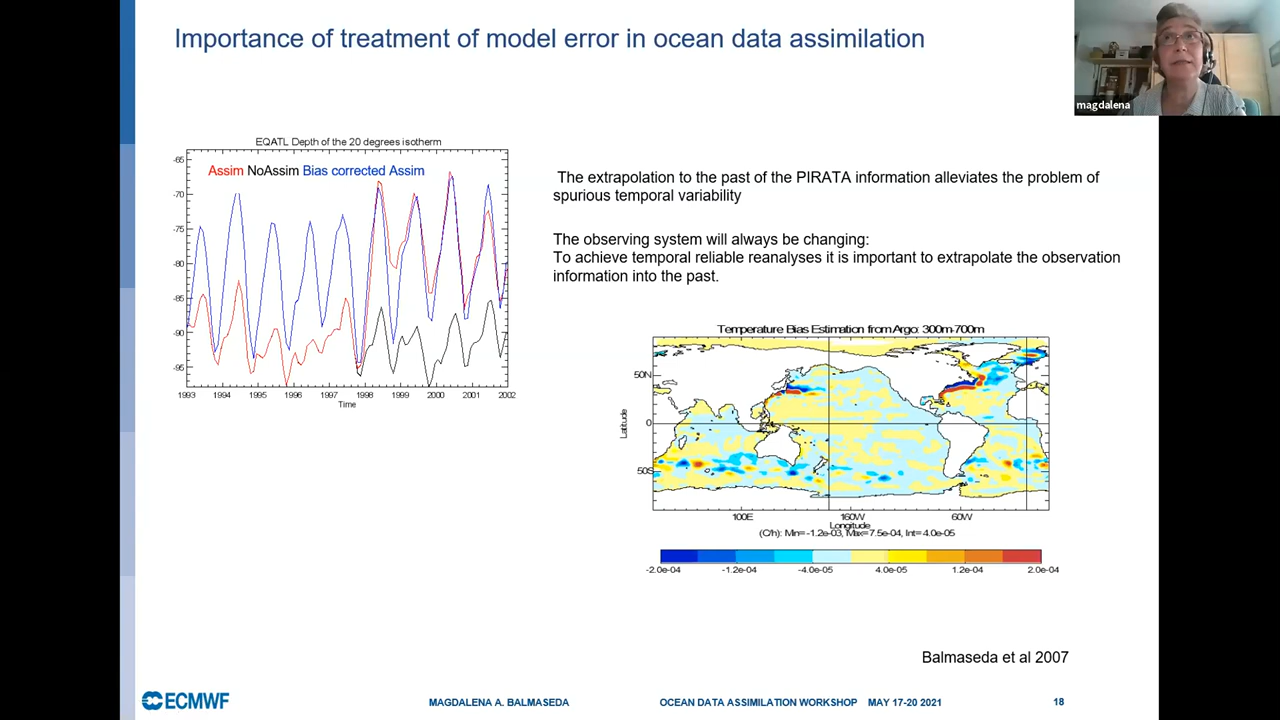 Importance of treatment of model error in ocean data assimilation
magdalena
EQATL Depth of the 20 degrees isotherm
Assim NoAssim Bias corrected Assim
-65
-70
-75
-80
-85
-90
-95
1993 1994 1995 1996 1997 1998 1999 2000 2001 2002
Time
The extrapolation to the past of the PIRATA information alleviates the problem of
spurious temporal variability
The observing system will always be changing:
To achieve temporal reliable reanalyses it is important to extrapolate the observation
information into the past.
Temperature Bias Estimation from Argo: 300m-700m
50N
0
50S
Latitude
100E 160W 60W
Longitude
(C/h): Min= -1.2e-03, Max= 7.5e-04, Int= 4.0e-05
-2.0e-04 -1.2e-04 -4.0e-05 4.0e-05 1.2e-04 2.0e-04
Balmaseda et al 2007
ECMWF
MAGDALENA A. BALMASEDA
OCEAN DATA ASSIMILATION WORKSHOP MAY 17-20 2021
18